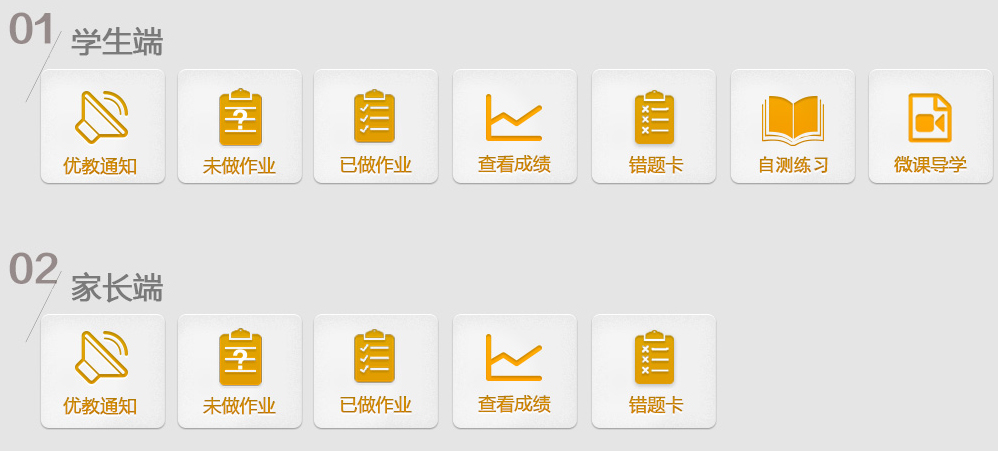 01 学生端
优教通知 未做作业 已做作业 查看成绩 错题卡 自测练习 微课导学
02 家长端
优教通知 未做作业 已做作业 查看成绩 错题卡